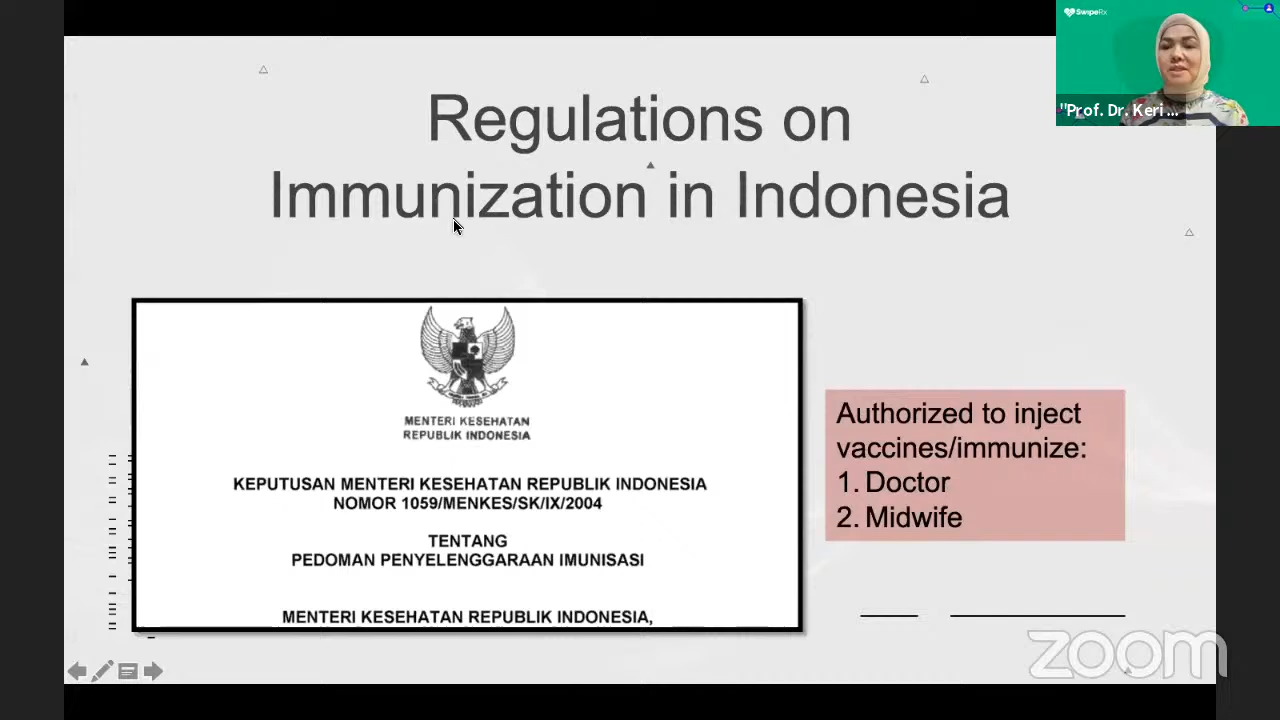 SwipeRx
"Prof. Dr. Keri ...
Regulations on
Immunization in Indonesia
MENTERI KESEHATAN
REPUBLIK INDONESIA
KEPUTUSAN MENTERI KESEHATAN REPUBLIK INDONESIA
NOMOR 1059/MENKES/SK/IX/2004
TENTANG
PEDOMAN PENYELENGGARAAN IMUNISASI
MENTERI KESEHATAN REPUBLIK INDONESIA,
Authorized to inject
vaccines/immunize:
1. Doctor
2. Midwife
zoom